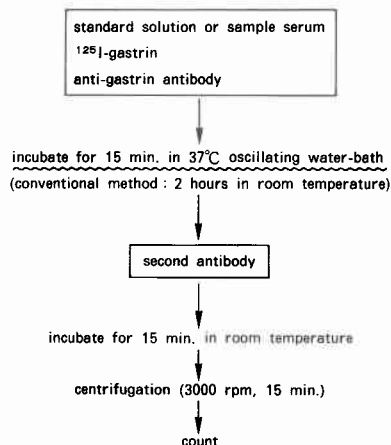 standard solution or sample serum
¹²⁵I-gastrin
anti-gastrin antibody
incubate for 15 min. in 37℃ oscillating water-bath
(conventional method : 2 hours in room temperature)
second antibody
incubate for 15 min. in room temperature
centrifugation (3000 rpm, 15 min.)
count